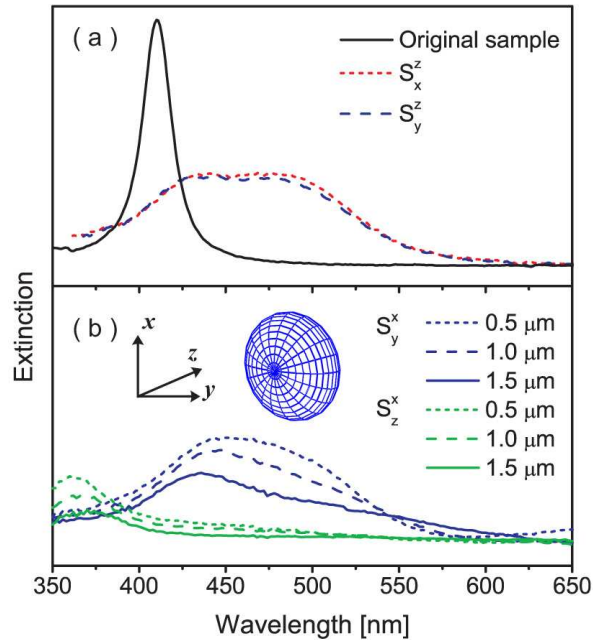 ( a )
Original sample
S_x^z
S_y^z
Extinction
( b )
x
z
y
S_y^x
0.5 μm
1.0 μm
1.5 μm
S_z^x
0.5 μm
1.0 μm
1.5 μm
350 400 450 500 550 600 650
Wavelength [nm]